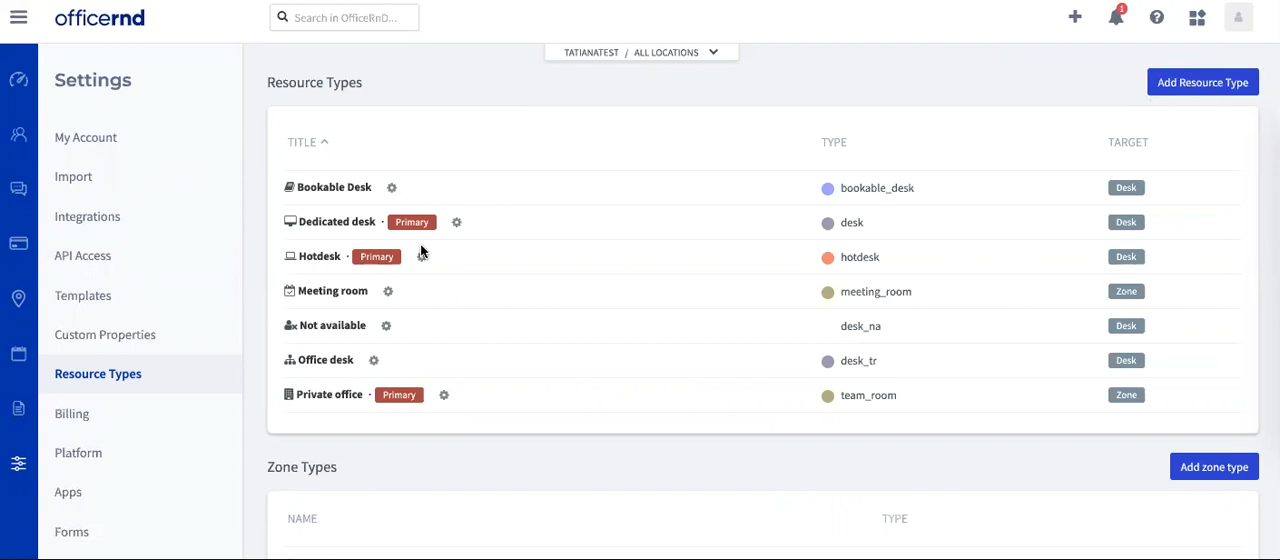 officernd
Search in OfficeRnD...
1
TATIANATEST / ALL LOCATIONS
Settings
My Account
Import
Integrations
API Access
Templates
Custom Properties
Resource Types
Billing
Platform
Apps
Forms
Resource Types
Add Resource Type
TITLE TYPE TARGET
Bookable Desk bookable_desk Desk
Dedicated desk · Primary desk Desk
Hotdesk · Primary hotdesk Desk
Meeting room meeting_room Zone
Not available desk_na Desk
Office desk desk_tr Desk
Private office · Primary team_room Zone
Zone Types
Add zone type
NAME TYPE